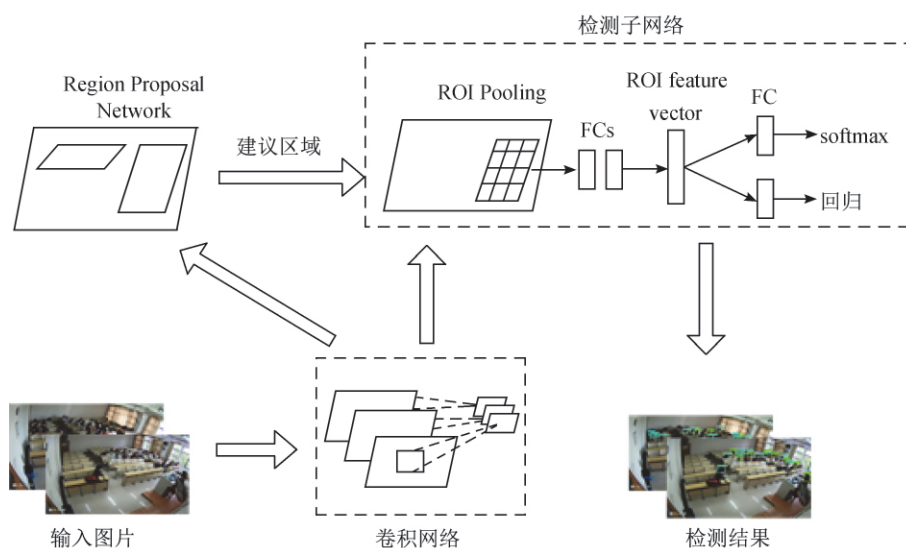 检测子网络
Region Proposal
Network
建议区域
ROI Pooling
FCs
ROI feature
vector
FC
softmax
回归
输入图片
卷积网络
检测结果